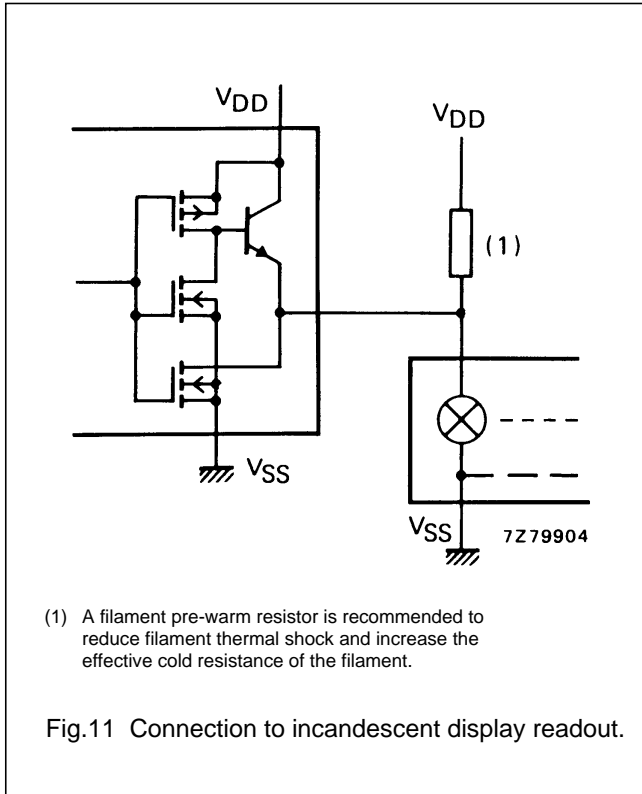 VDD
VDD
(1)
VSS
VSS
7Z79904
(1) A filament pre-warm resistor is recommended to
reduce filament thermal shock and increase the
effective cold resistance of the filament.
Fig.11 Connection to incandescent display readout.